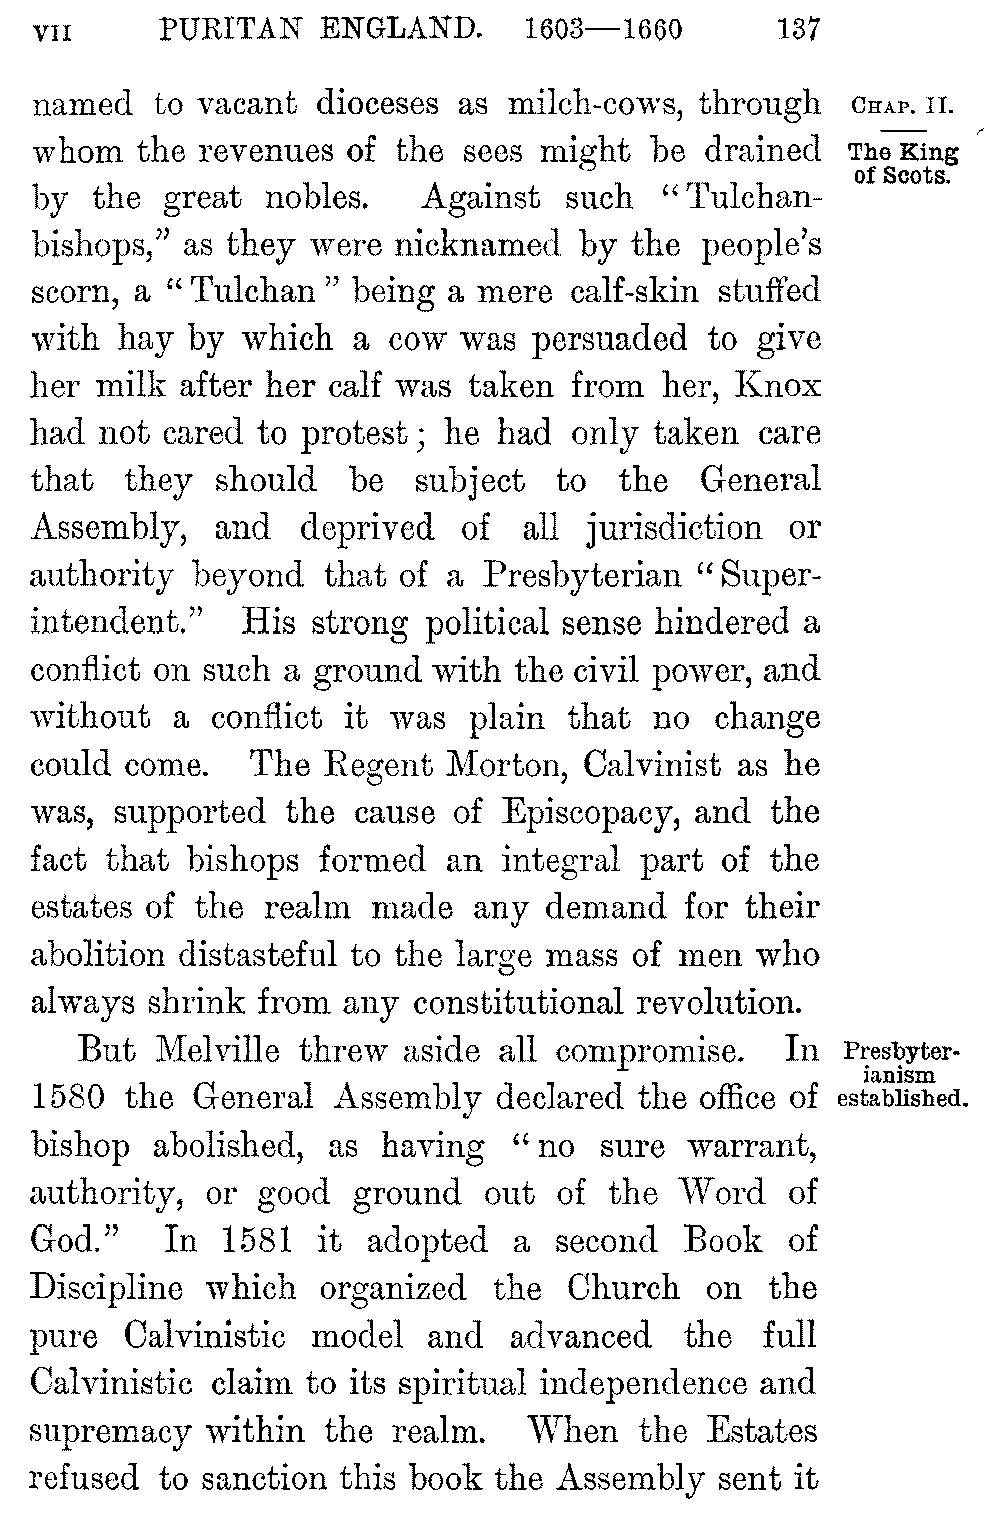 VII PURITAN ENGLAND. 1603—1660 137
named to vacant dioceses as milch-cows, through
whom the revenues of the sees might be drained
by the great nobles. Against such “Tulchan-
bishops,” as they were nicknamed by the people’s
scorn, a “Tulchan” being a mere calf-skin stuffed
with hay by which a cow was persuaded to give
her milk after her calf was taken from her, Knox
had not cared to protest; he had only taken care
that they should be subject to the General
Assembly, and deprived of all jurisdiction or
authority beyond that of a Presbyterian “Super-
intendent.” His strong political sense hindered a
conflict on such a ground with the civil power, and
without a conflict it was plain that no change
could come. The Regent Morton, Calvinist as he
was, supported the cause of Episcopacy, and the
fact that bishops formed an integral part of the
estates of the realm made any demand for their
abolition distasteful to the large mass of men who
always shrink from any constitutional revolution.
But Melville threw aside all compromise. In
1580 the General Assembly declared the office of
bishop abolished, as having “no sure warrant,
authority, or good ground out of the Word of
God.” In 1581 it adopted a second Book of
Discipline which organized the Church on the
pure Calvinistic model and advanced the full
Calvinistic claim to its spiritual independence and
supremacy within the realm. When the Estates
refused to sanction this book the Assembly sent it
CHAP. II.
The King
of Scots.
Presbyter-
ianism
established.